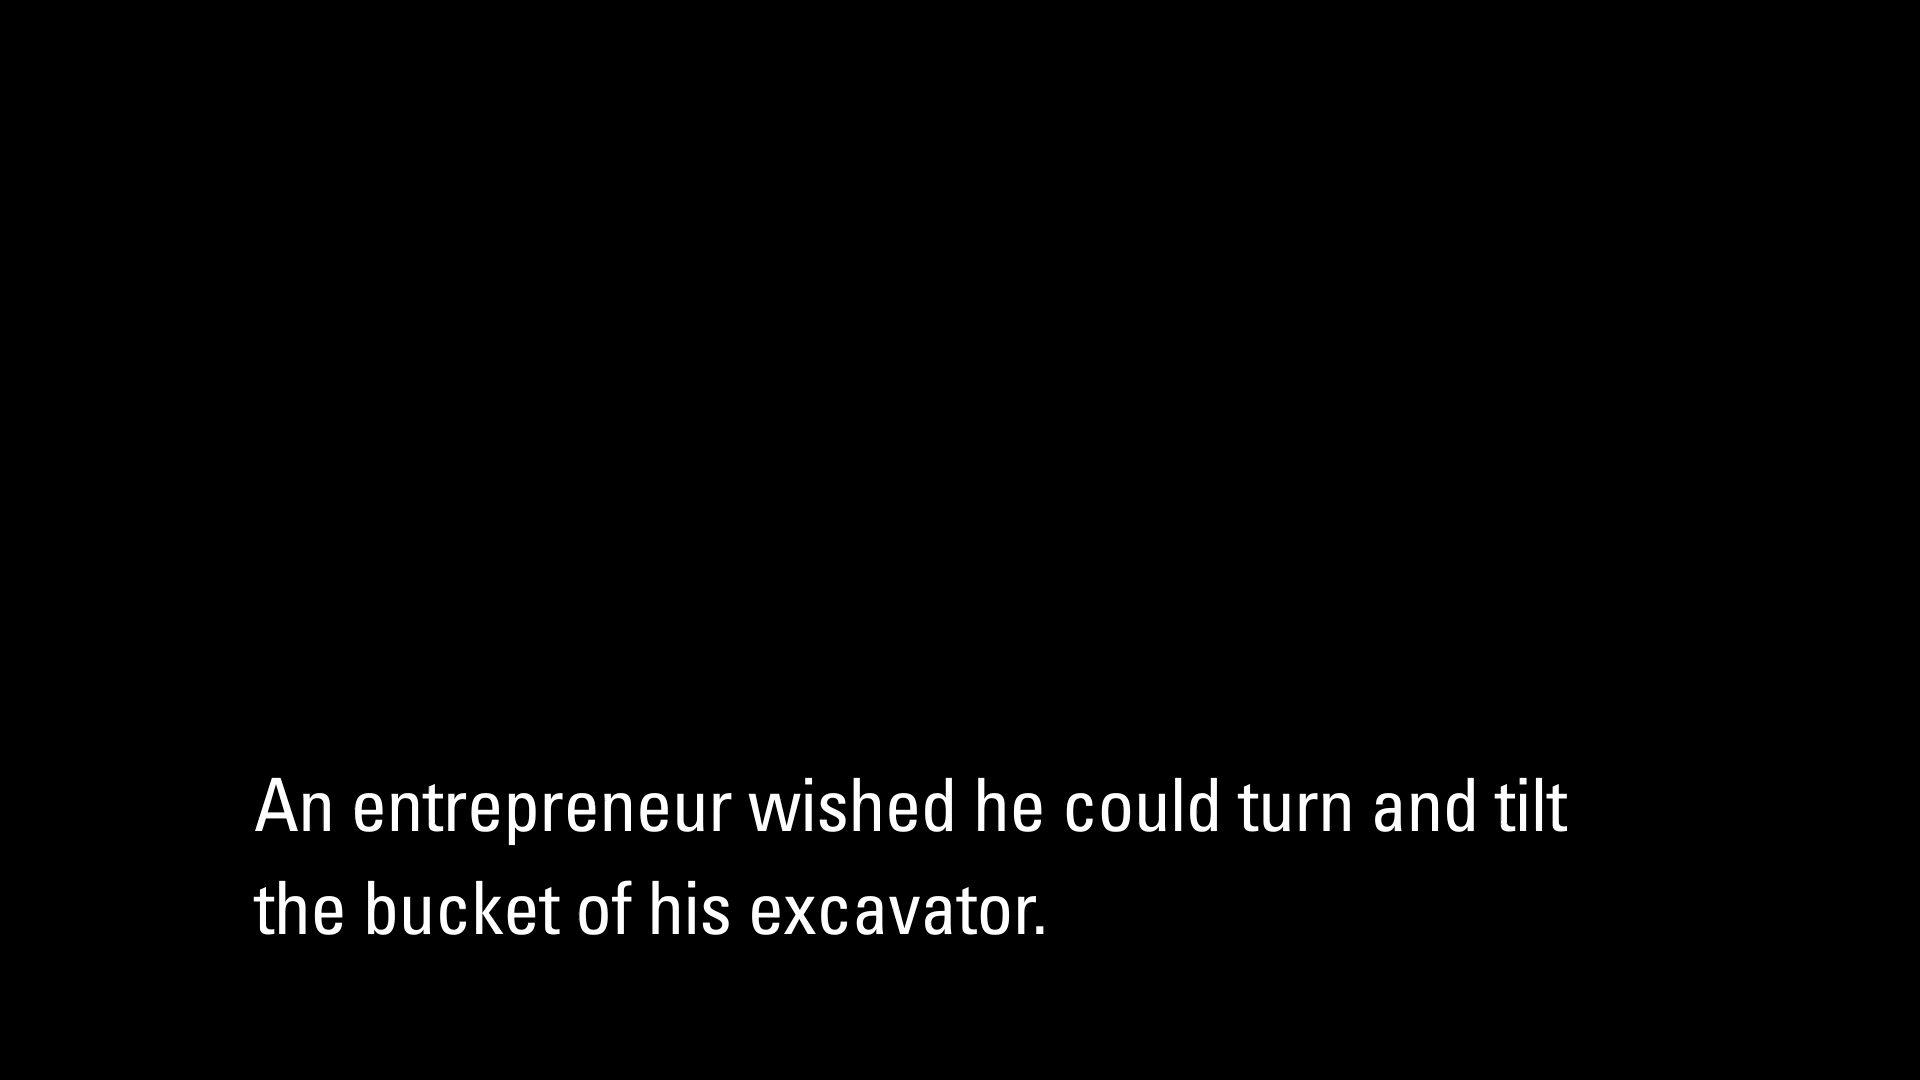 An entrepreneur wished he could turn and tilt
the bucket of his excavator.